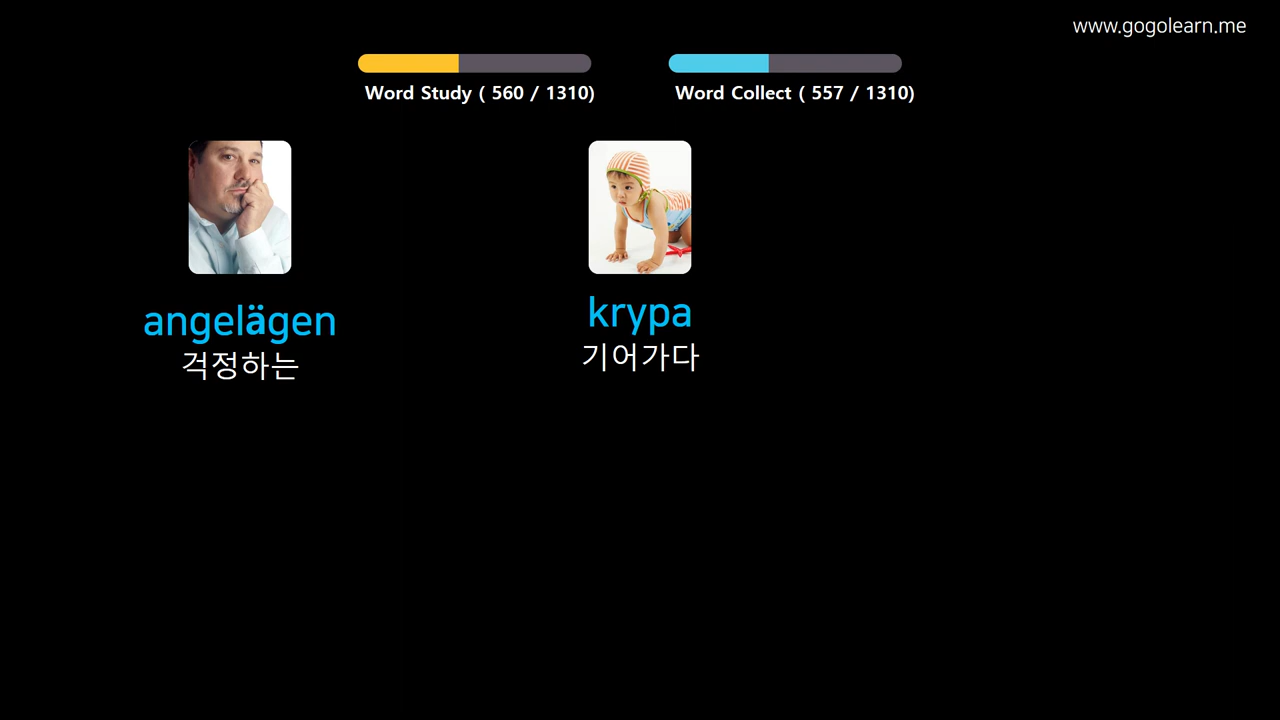 www.gogolearn.me
Word Study ( 560 / 1310)
Word Collect ( 557 / 1310)
angelägen
걱정하는
krypa
기어가다